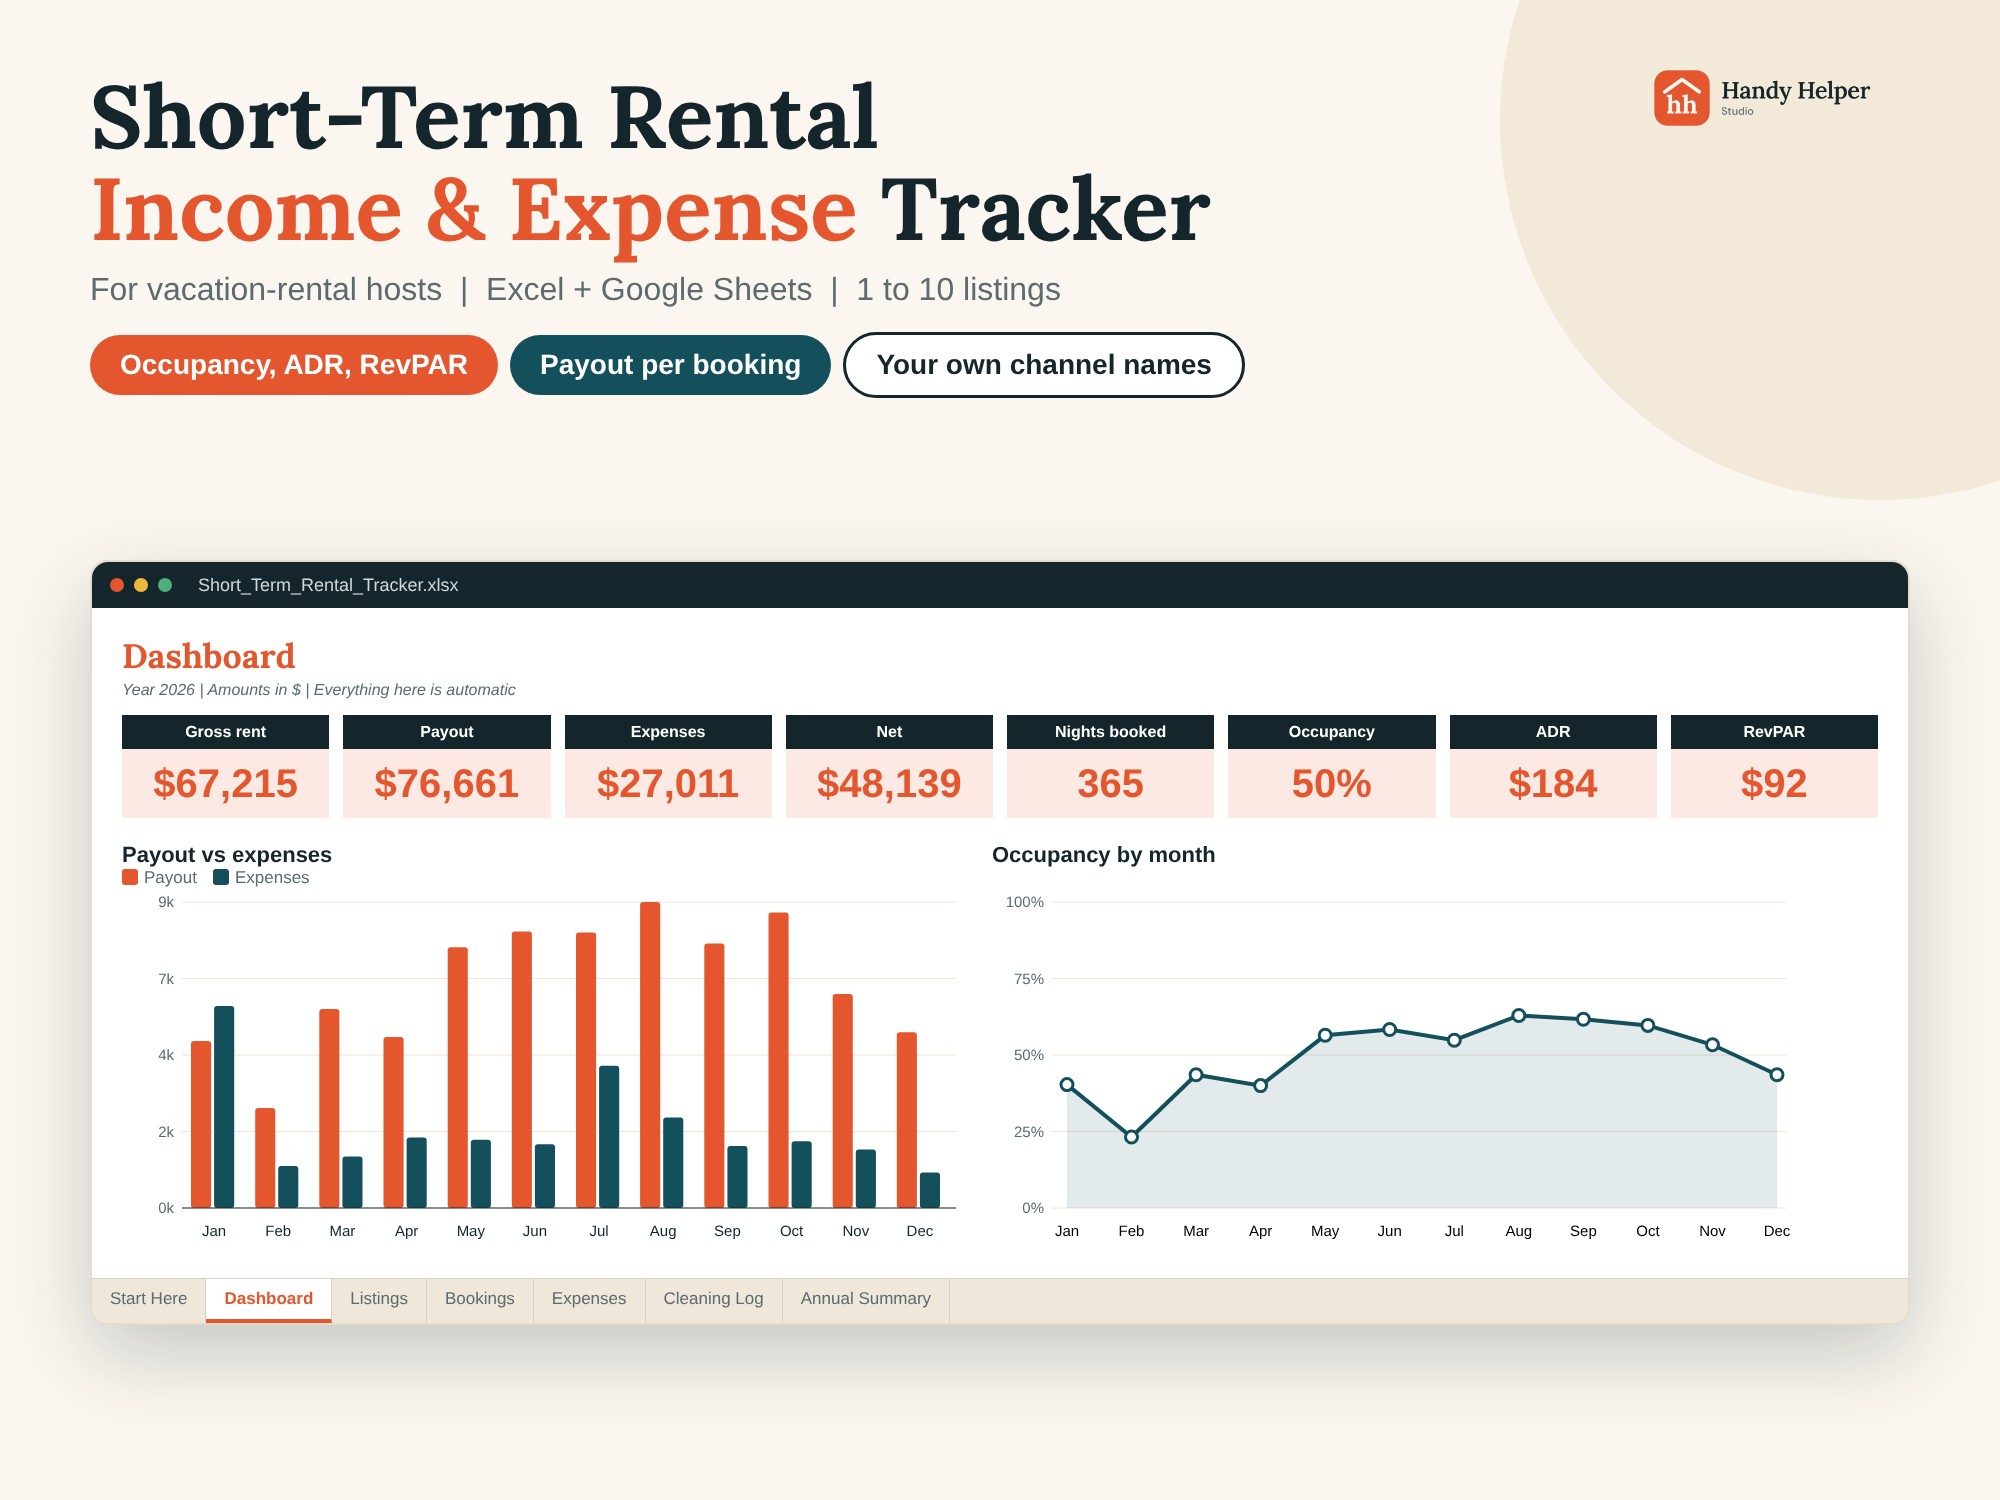 Short-Term Rental
Income & Expense Tracker
For vacation-rental hosts | Excel + Google Sheets | 1 to 10 listings
Occupancy, ADR, RevPAR
Payout per booking
Your own channel names
hh
Handy Helper
Studio
Short_Term_Rental_Tracker.xlsx
Dashboard
Year 2026 | Amounts in $ | Everything here is automatic
Gross rent Payout Expenses Net Nights booked Occupancy ADR RevPAR
$67,215 $76,661 $27,011 $48,139 365 50% $184 $92
Payout vs expenses
Payout Expenses
9k
7k
4k
2k
0k
Jan Feb Mar Apr May Jun Jul Aug Sep Oct Nov Dec
Occupancy by month
100%
75%
50%
25%
0%
Jan Feb Mar Apr May Jun Jul Aug Sep Oct Nov Dec
Start Here Dashboard Listings Bookings Expenses Cleaning Log Annual Summary